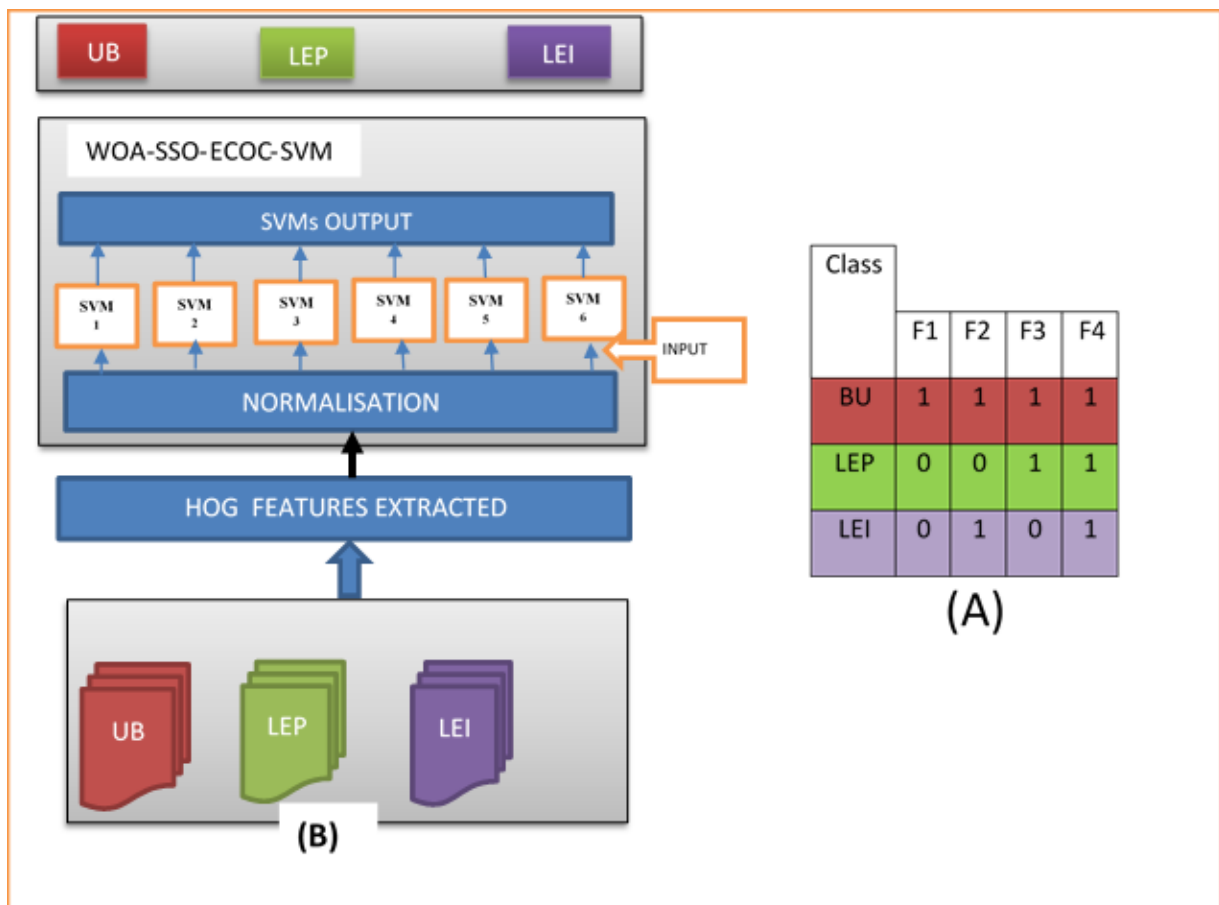 UB LEP LEI
WOA-SSO-ECOC-SVM
SVMs OUTPUT
SVM 1
SVM 2
SVM 3
SVM 4
SVM 5
SVM 6
INPUT
NORMALISATION
HOG FEATURES EXTRACTED
UB LEP LEI
(B)
Class
F1 F2 F3 F4
BU 1 1 1 1
LEP 0 0 1 1
LEI 0 1 0 1
(A)